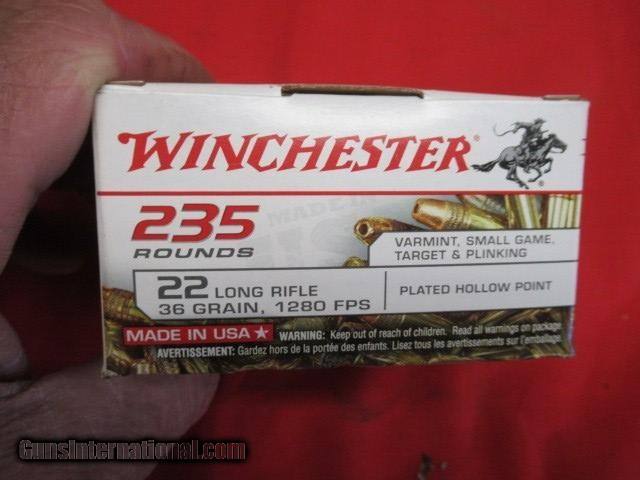 WINCHESTER
235
ROUNDS
MADE IN
VARMINT, SMALL GAME,
TARGET & PLINKING
22 LONG RIFLE
36 GRAIN, 1280 FPS
PLATED HOLLOW POINT
MADE IN USA★
WARNING: Keep out of reach of children. Read all warnings on package
AVERTISSEMENT: Gardez hors de la portée des enfants. Lisez tous les avertissements sur l'emballage
GunsInternational.com